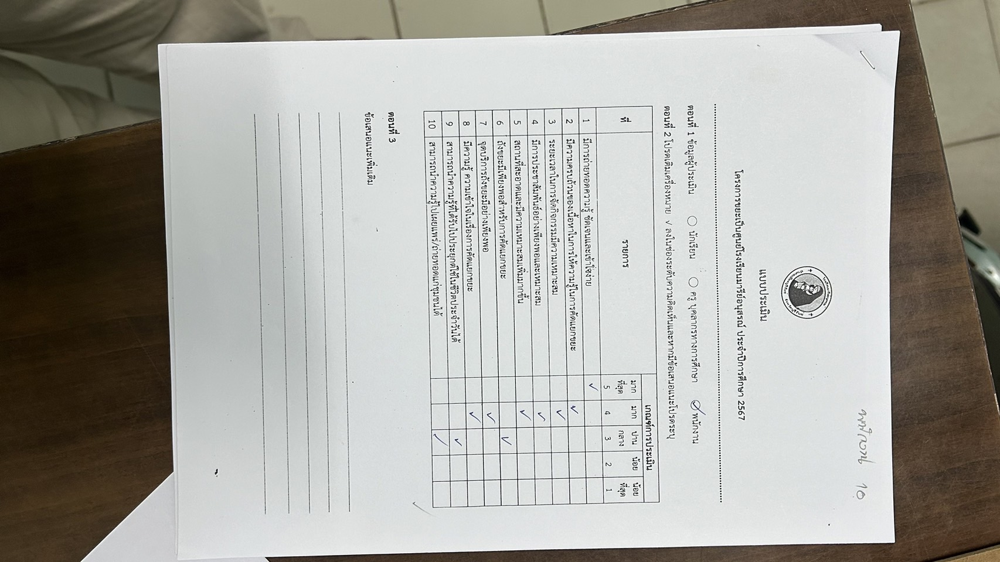 พนักงาน 10
แบบประเมิน
โครงการขยะเป็นศูนย์โรงเรียนมารีย์อนุสรณ์ ประจำปีการศึกษา 2567
ตอนที่ 1 ข้อมูลผู้ประเมิน ○ นักเรียน ○ ครู บุคลากรทางการศึกษา ✓ พนักงาน
ตอนที่ 2 โปรดเติมเครื่องหมาย √ ลงในช่องระดับความคิดเห็นและหากมีข้อเสนอแนะโปรดระบุ
ที่ รายการ เกณฑ์การประเมิน
มากที่สุด มาก ปานกลาง น้อย น้อยที่สุด
5 4 3 2 1
1 มีการถ่ายทอดความรู้ ชัดเจนและเข้าใจง่าย ✓
2 มีความครบถ้วนของเนื้อหาในการให้ความรู้ในการคัดแยกขยะ ✓
3 ระยะเวลาในการจัดกิจกรรมมีความเหมาะสม ✓
4 มีการประชาสัมพันธ์อย่างเพียงพอและเหมาะสม ✓
5 สถานที่สะอาดและมีความเหมาะสมเพิ่มมากขึ้น ✓
6 ถังขยะมีเพียงพอสำหรับการคัดแยกขยะ ✓
7 จุดบริการถังขยะมีอย่างเพียงพอ ✓
8 มีความรู้ ความเข้าใจในเรื่องการคัดแยกขยะ ✓
9 สามารถนำความรู้ที่ได้รับไปประยุกต์ใช้ในชีวิตประจำวันได้ ✓
10 สามารถนำความรู้ไปเผยแพร่/ถ่ายทอดแก่ชุมชนได้ ✓
ตอนที่ 3
ข้อเสนอแนะเพิ่มเติม